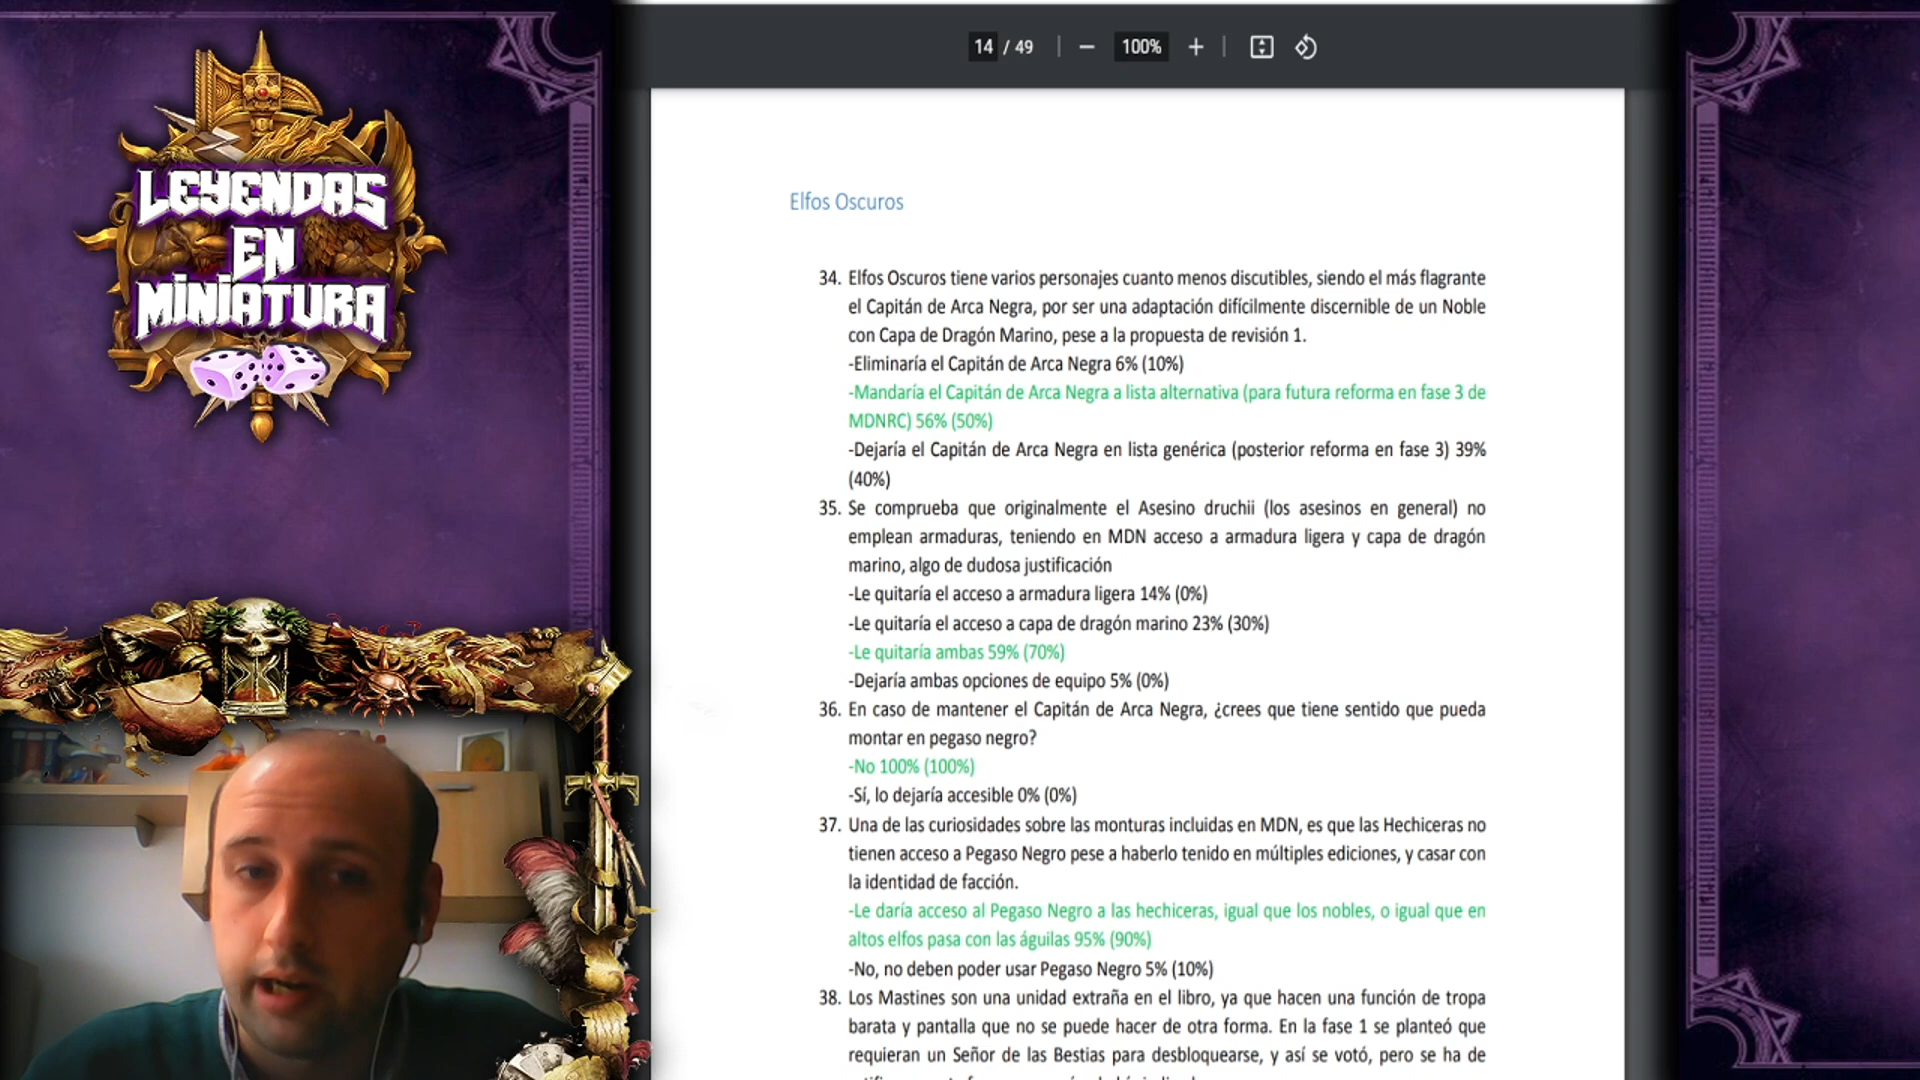 LEYENDAS
EN
MINIATURA
14 / 49
100%
Elfos Oscuros
34. Elfos Oscuros tiene varios personajes cuanto menos discutibles, siendo el más flagrante
el Capitán de Arca Negra, por ser una adaptación difícilmente discernible de un Noble
con Capa de Dragón Marino, pese a la propuesta de revisión 1.
-Eliminaría el Capitán de Arca Negra 6% (10%)
-Mandaría el Capitán de Arca Negra a lista alternativa (para futura reforma en fase 3 de
MDNRC) 56% (50%)
-Dejaría el Capitán de Arca Negra en lista genérica (posterior reforma en fase 3) 39%
(40%)
35. Se comprueba que originalmente el Asesino druchii (los asesinos en general) no
emplean armaduras, teniendo en MDN acceso a armadura ligera y capa de dragón
marino, algo de dudosa justificación
-Le quitaría el acceso a armadura ligera 14% (0%)
-Le quitaría el acceso a capa de dragón marino 23% (30%)
-Le quitaría ambas 59% (70%)
-Dejaría ambas opciones de equipo 5% (0%)
36. En caso de mantener el Capitán de Arca Negra, ¿crees que tiene sentido que pueda
montar en pegaso negro?
-No 100% (100%)
-Sí, lo dejaría accesible 0% (0%)
37. Una de las curiosidades sobre las monturas incluidas en MDN, es que las Hechiceras no
tienen acceso a Pegaso Negro pese a haberlo tenido en múltiples ediciones, y casar con
la identidad de facción.
-Le daría acceso al Pegaso Negro a las hechiceras, igual que los nobles, o igual que en
altos elfos pasa con las águilas 95% (90%)
-No, no deben poder usar Pegaso Negro 5% (10%)
38. Los Mastines son una unidad extraña en el libro, ya que hacen una función de tropa
barata y pantalla que no se puede hacer de otra forma. En la fase 1 se planteó que
requieran un Señor de las Bestias para desbloquearse, y así se votó, pero se ha de